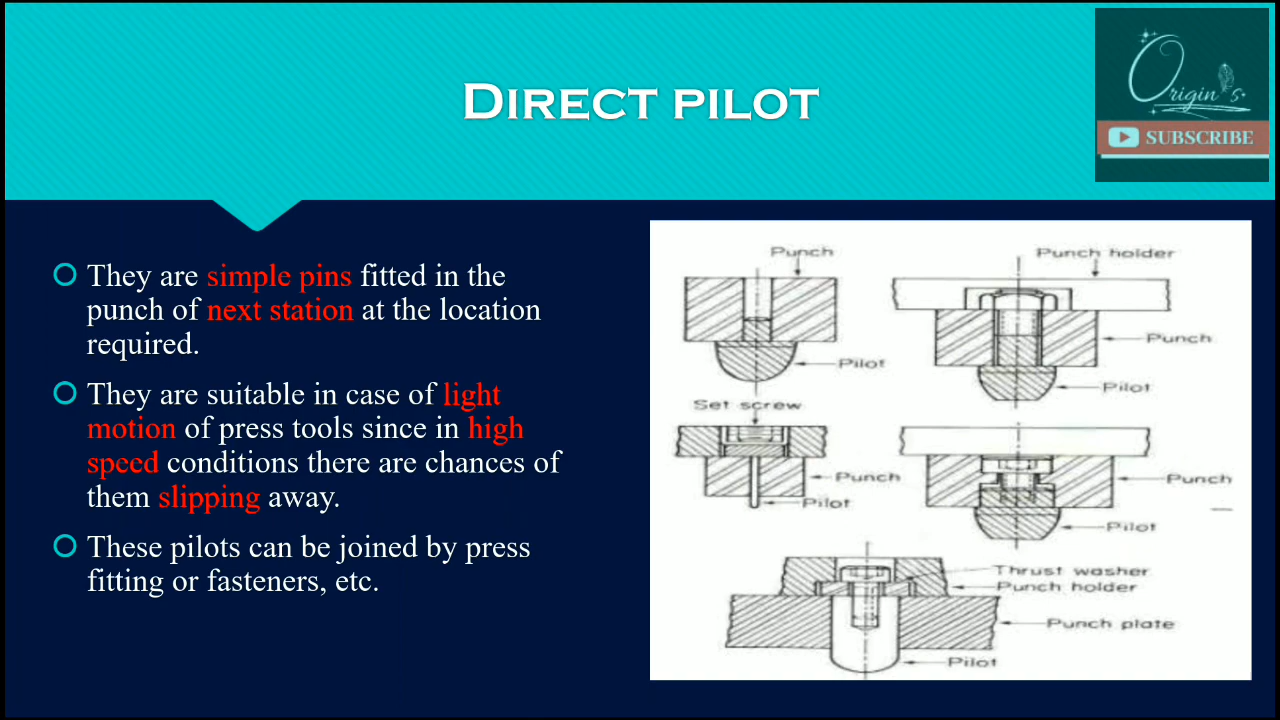 DIRECT PILOT
Origin's.
SUBSCRIBE
They are simple pins fitted in the
punch of next station at the location
required.
They are suitable in case of light
motion of press tools since in high
speed conditions there are chances of
them slipping away.
These pilots can be joined by press
fitting or fasteners, etc.
Punch
Pilot
Punch holder
Punch
Pilot
Set screw
Punch
Pilot
Punch
Pilot
Thrust washer
Punch holder
Punch plate
Pilot